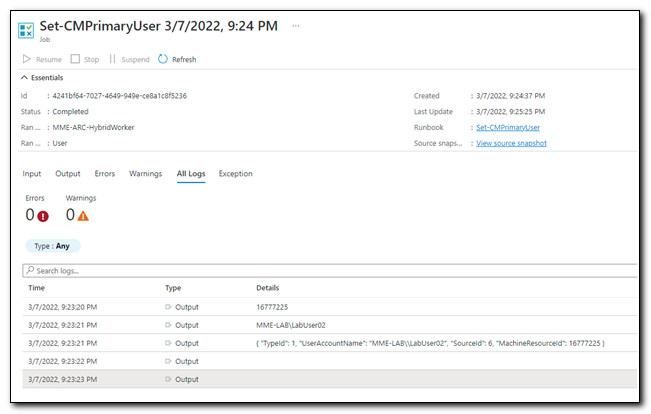 Set-CMPrimaryUser 3/7/2022, 9:24 PM ...
Job
Resume Stop Suspend Refresh
Essentials
Id : 4241bf64-7027-4649-949e-ce8a1c8f5236 Created : 3/7/2022, 9:24:37 PM
Status : Completed Last Update : 3/7/2022, 9:25:25 PM
Ran ... : MME-ARC-HybridWorker Runbook : Set-CMPrimaryUser
Ran ... : User Source snaps... : View source snapshot
Input Output Errors Warnings All Logs Exception
Errors Warnings
0 0
Type : Any
Search logs...
Time Type Details
3/7/2022, 9:23:20 PM Output 16777225
3/7/2022, 9:23:21 PM Output MME-LAB\LabUser02
3/7/2022, 9:23:21 PM Output { "TypeId": 1, "UserAccountName": "MME-LAB\\LabUser02", "SourceId": 6, "MachineResourceId": 16777225 }
3/7/2022, 9:23:22 PM Output
3/7/2022, 9:23:23 PM Output